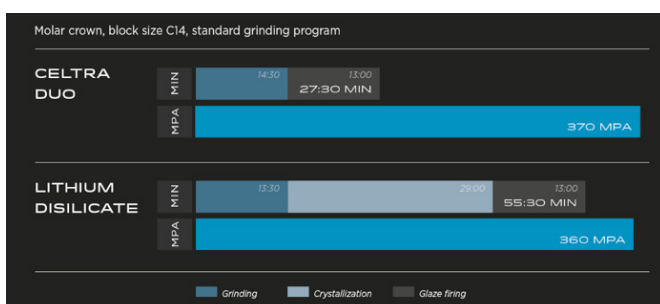 Molar crown, block size C14, standard grinding program
CELTRA
DUO
MIN
14:30
13:00
27:30 MIN
MPA
370 MPA
LITHIUM
DISILICATE
MIN
13:30
29:00
13:00
55:30 MIN
MPA
360 MPA
Grinding
Crystallization
Glaze firing